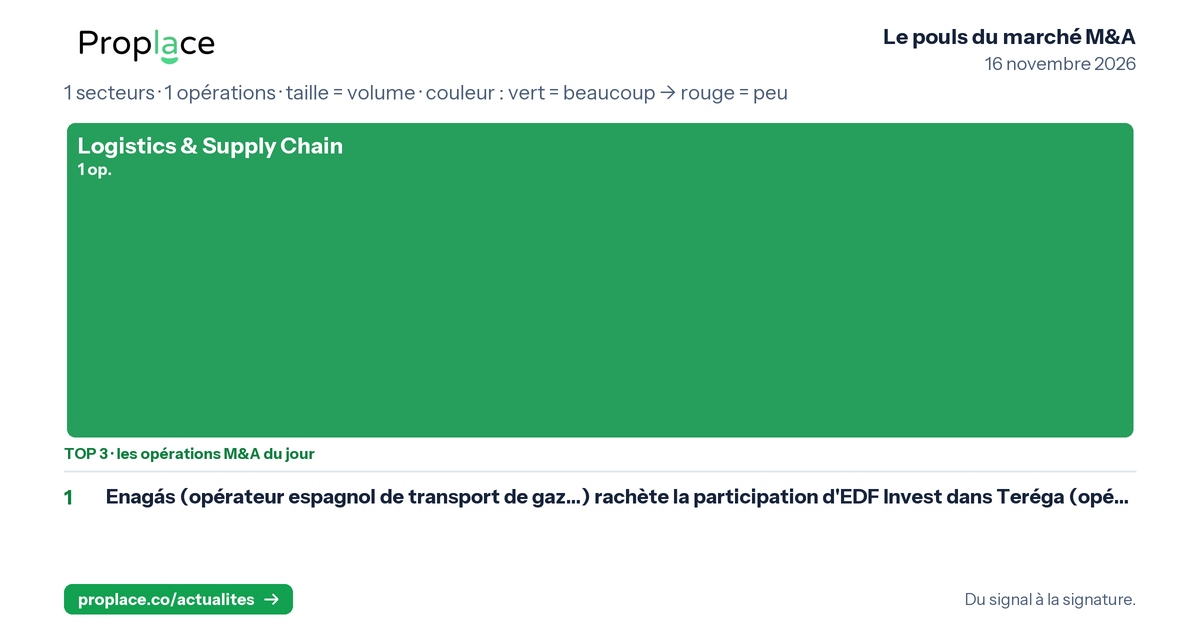 Proplace
Le pouls du marché M&A
16 novembre 2026
1 secteurs · 1 opérations · taille = volume · couleur : vert = beaucoup → rouge = peu
Logistics & Supply Chain
1 op.
TOP 3 · les opérations M&A du jour
1 Enagás (opérateur espagnol de transport de gaz...) rachète la participation d'EDF Invest dans Teréga (opé...
proplace.co/actualites →
Du signal à la signature.